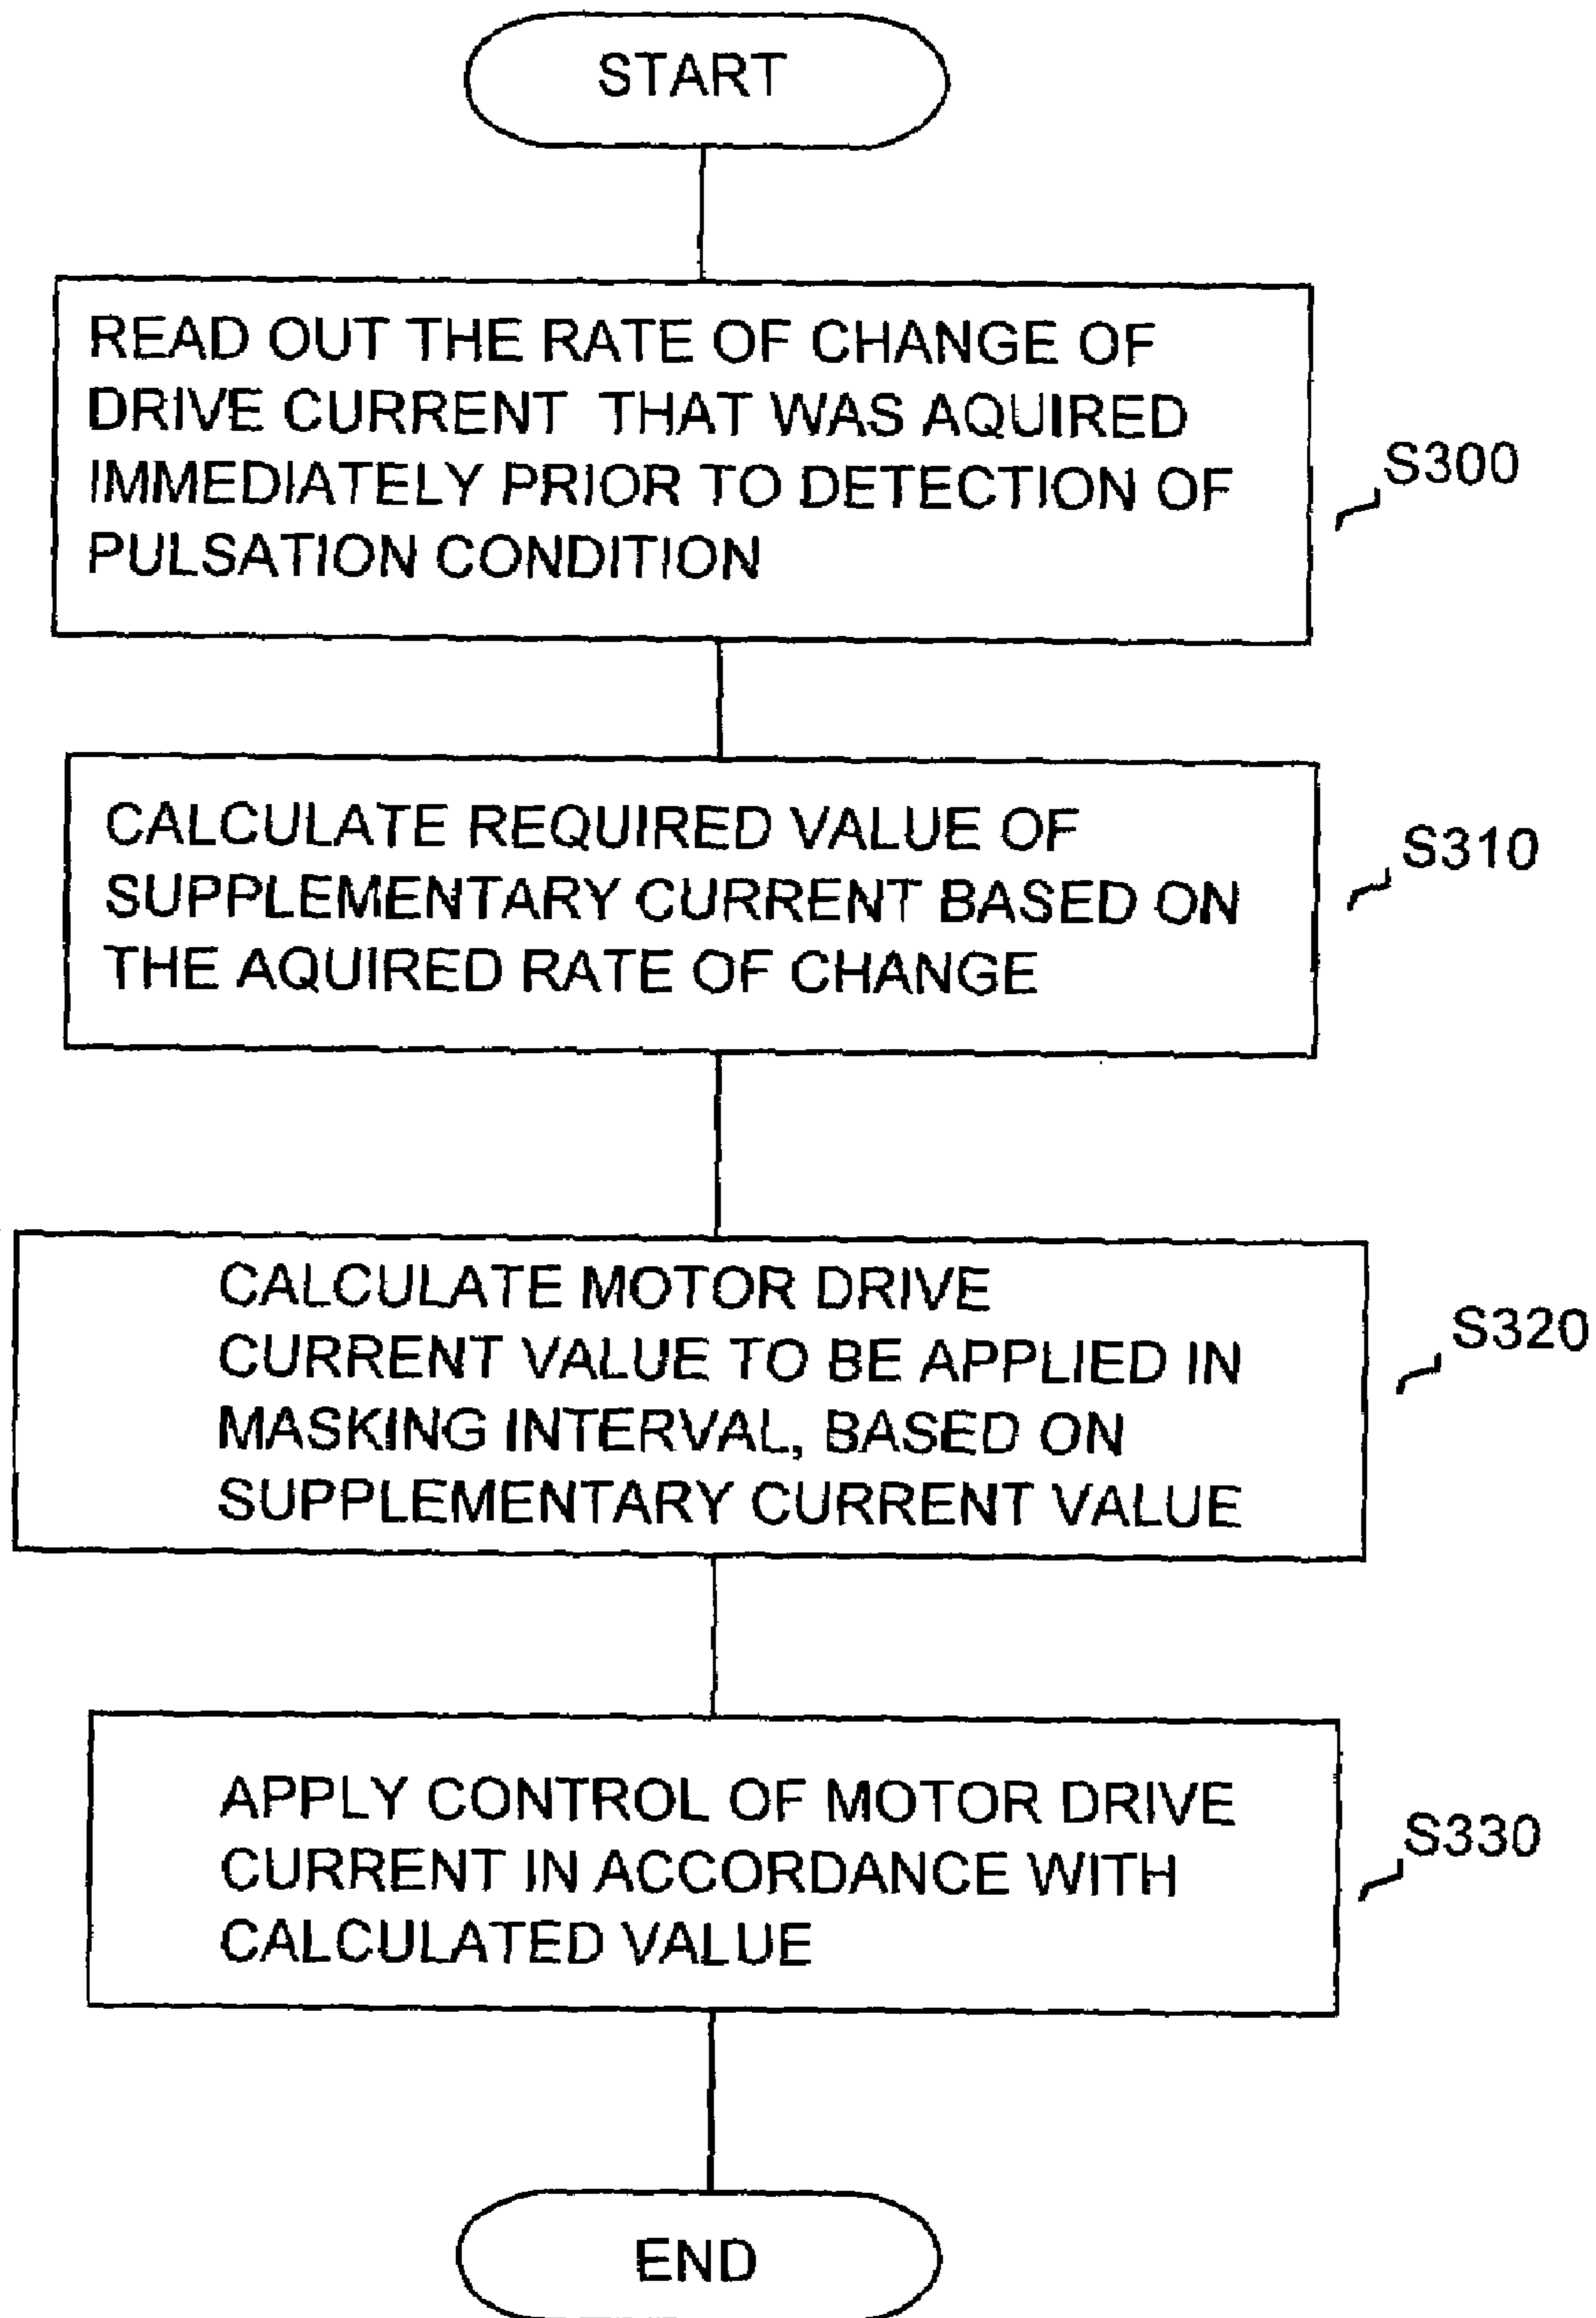 START
READ OUT THE RATE OF CHANGE OF
DRIVE CURRENT THAT WAS AQUIRED
IMMEDIATELY PRIOR TO DETECTION OF
PULSATION CONDITION
S300
CALCULATE REQUIRED VALUE OF
SUPPLEMENTARY CURRENT BASED ON
THE AQUIRED RATE OF CHANGE
S310
CALCULATE MOTOR DRIVE
CURRENT VALUE TO BE APPLIED IN
MASKING INTERVAL, BASED ON
SUPPLEMENTARY CURRENT VALUE
S320
APPLY CONTROL OF MOTOR DRIVE
CURRENT IN ACCORDANCE WITH
CALCULATED VALUE
S330
END